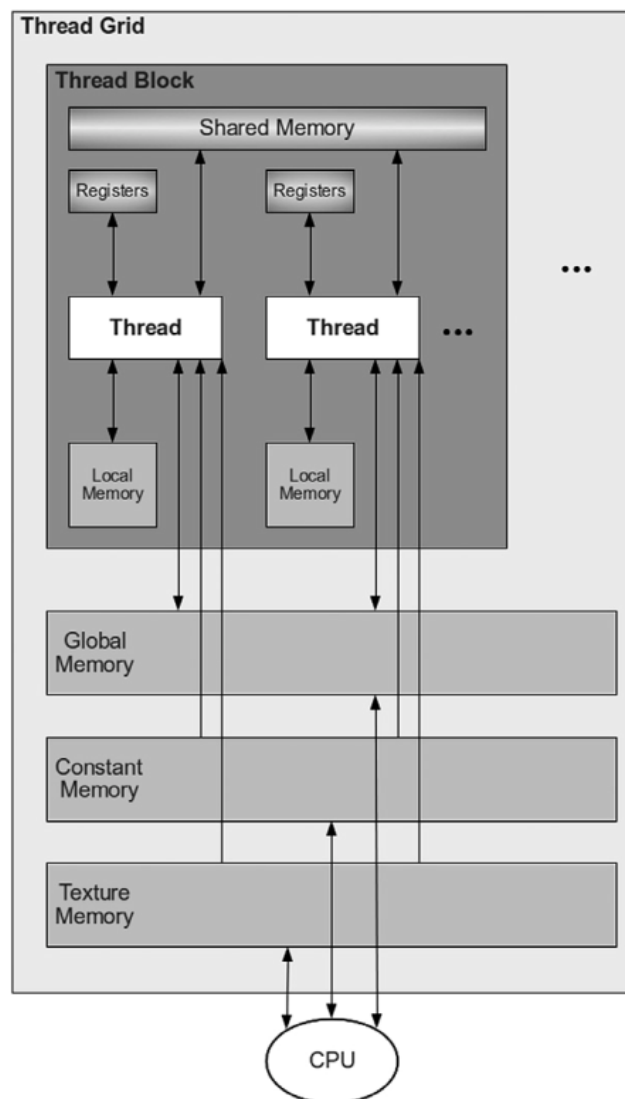 Thread Grid
Thread Block
Shared Memory
Registers
Registers
...
Thread
Thread
...
Local
Memory
Local
Memory
Global
Memory
Constant
Memory
Texture
Memory
CPU